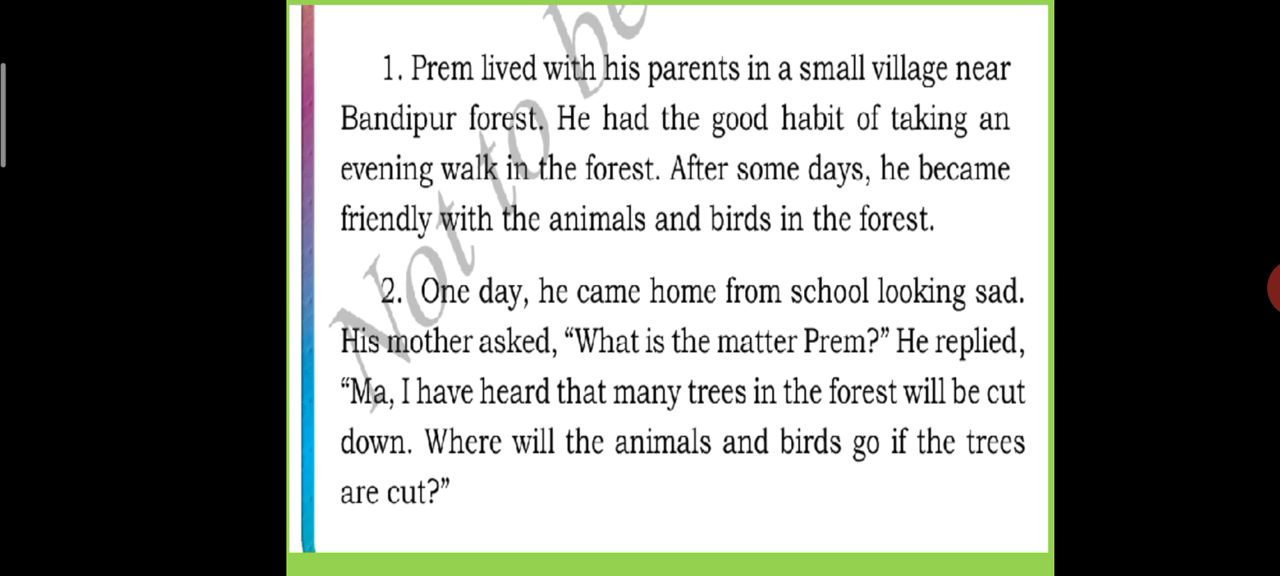 Not to be
1. Prem lived with his parents in a small village near
Bandipur forest. He had the good habit of taking an
evening walk in the forest. After some days, he became
friendly with the animals and birds in the forest.
2. One day, he came home from school looking sad.
His mother asked, “What is the matter Prem?” He replied,
“Ma, I have heard that many trees in the forest will be cut
down. Where will the animals and birds go if the trees
are cut?”